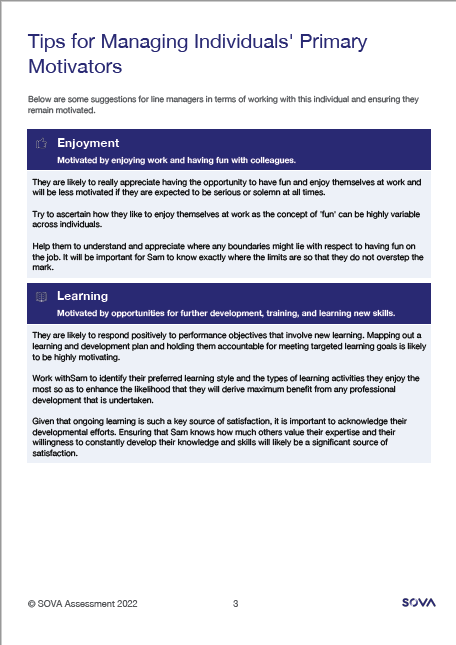 Tips for Managing Individuals' Primary
Motivators
Below are some suggestions for line managers in terms of working with this individual and ensuring they
remain motivated.
Enjoyment
Motivated by enjoying work and having fun with colleagues.
They are likely to really appreciate having the opportunity to have fun and enjoy themselves at work and
will be less motivated if they are expected to be serious or solemn at all times.
Try to ascertain how they like to enjoy themselves at work as the concept of 'fun' can be highly variable
across individuals.
Help them to understand and appreciate where any boundaries might lie with respect to having fun on
the job. It will be important for Sam to know exactly where the limits are so that they do not overstep the
mark.
Learning
Motivated by opportunities for further development, training, and learning new skills.
They are likely to respond positively to performance objectives that involve new learning. Mapping out a
learning and development plan and holding them accountable for meeting targeted learning goals is likely
to be highly motivating.
Work withSam to identify their preferred learning style and the types of learning activities they enjoy the
most so as to enhance the likelihood that they will derive maximum benefit from any professional
development that is undertaken.
Given that ongoing learning is such a key source of satisfaction, it is important to acknowledge their
developmental efforts. Ensuring that Sam knows how much others value their expertise and their
willingness to constantly develop their knowledge and skills will likely be a significant source of
satisfaction.
© SOVA Assessment 2022 3 SOVA